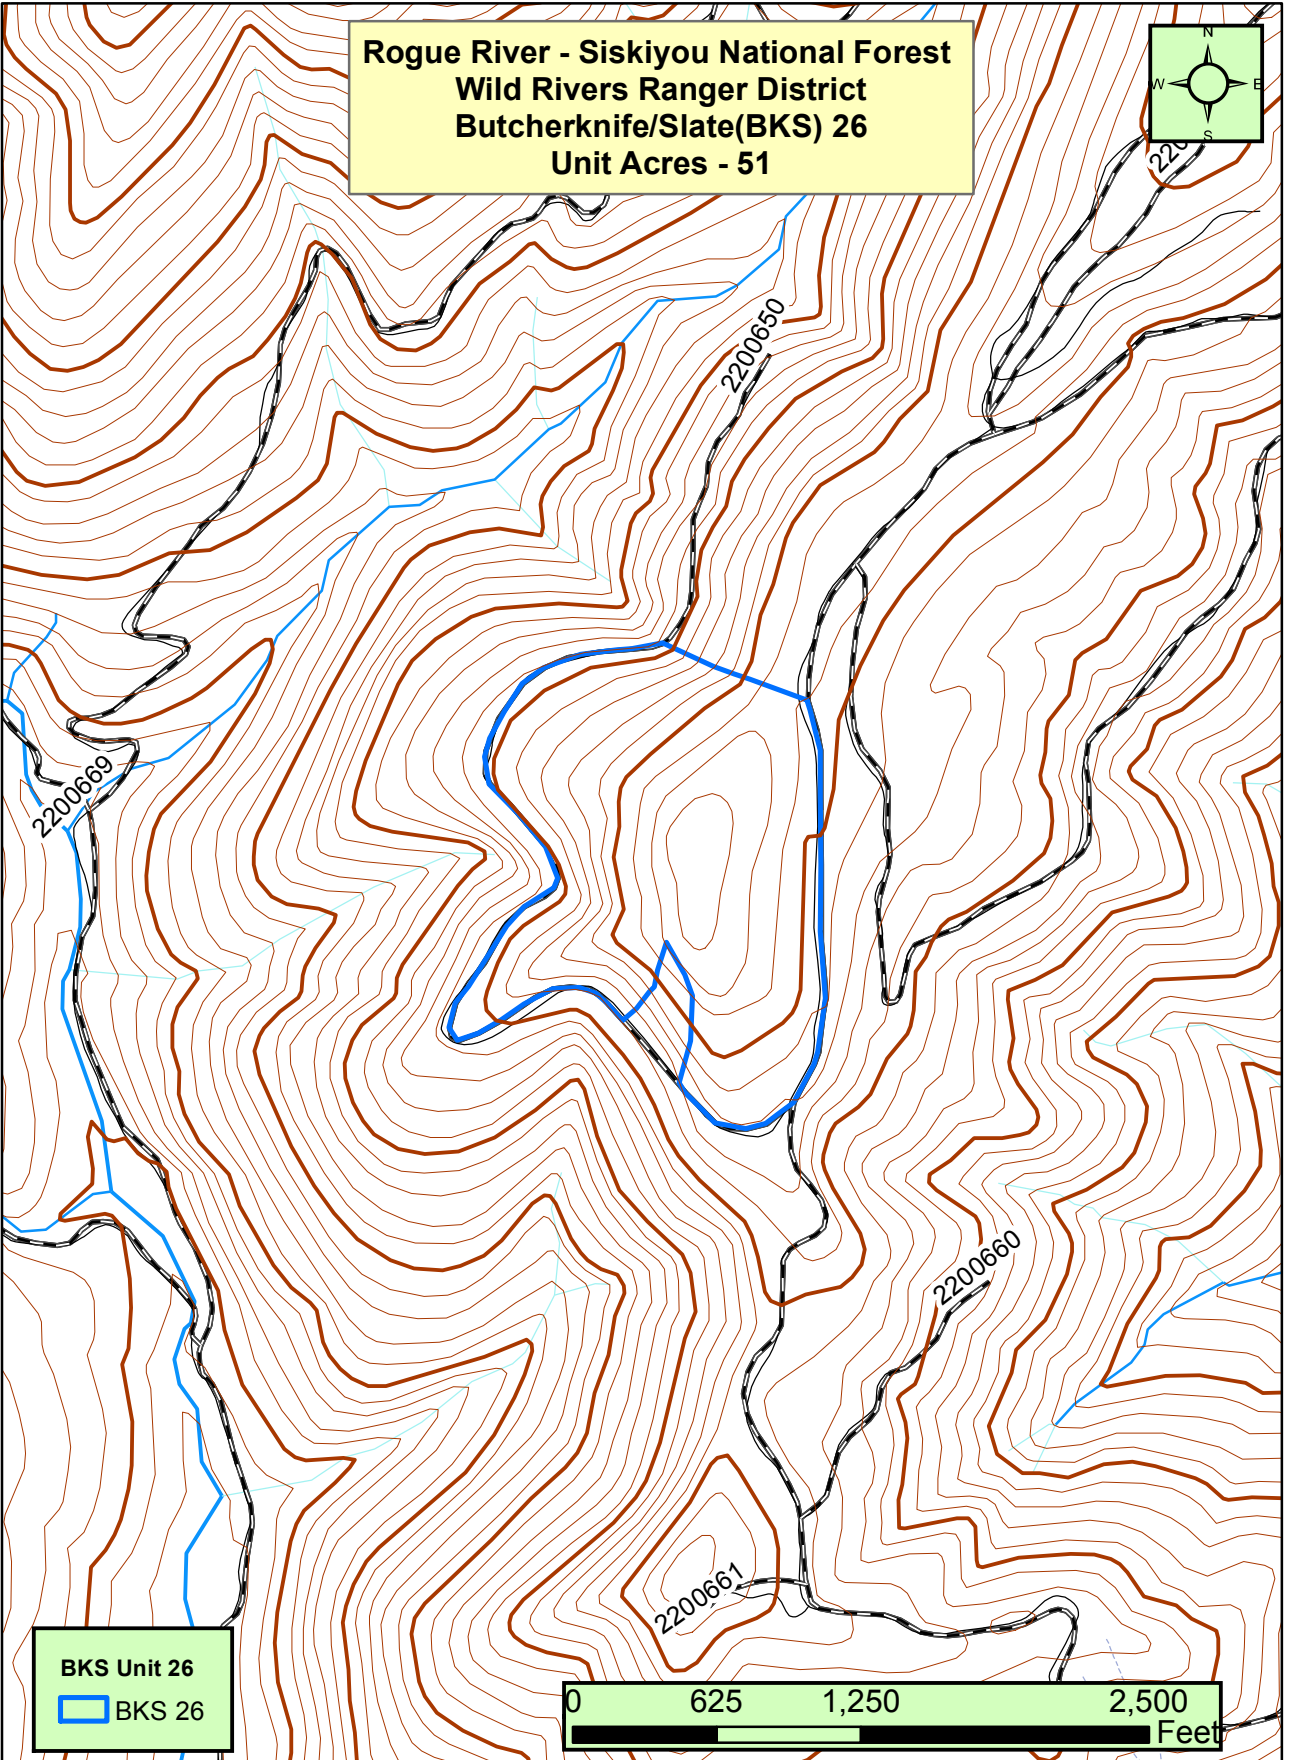 Rogue River - Siskiyou National Forest
Wild Rivers Ranger District
Butcherknife/Slate(BKS) 26
Unit Acres - 51
N
W
E
S
220
2200650
2200669
2200660
2200661
BKS Unit 26
BKS 26
0 625 1,250 2,500
Feet